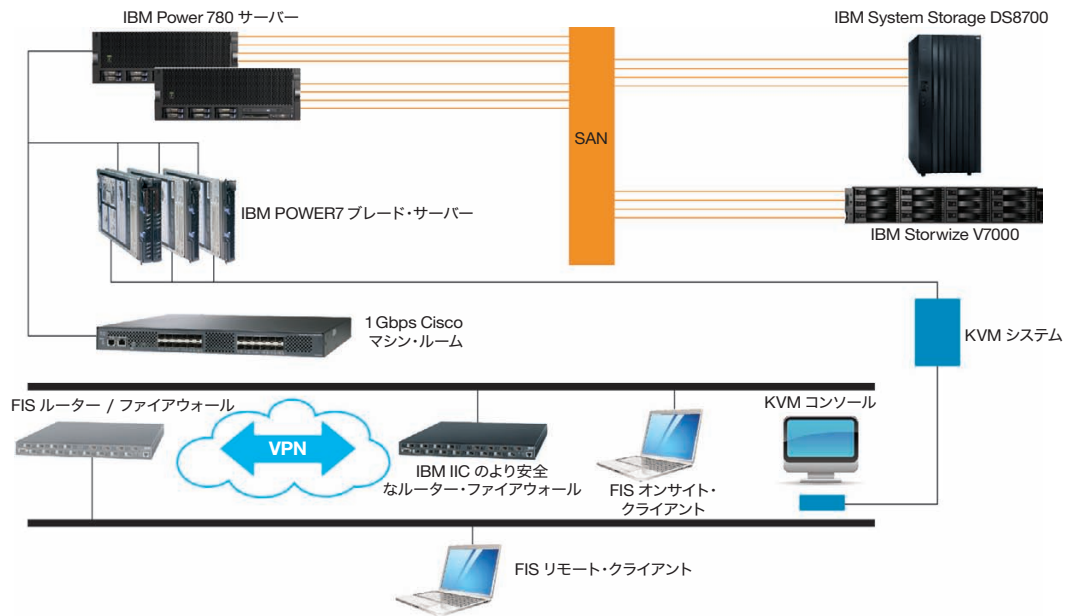 IBM Power 780 サーバー
IBM System Storage DS8700
SAN
IBM POWER7 ブレード・サーバー
IBM Storwize V7000
1 Gbps Cisco
マシン・ルーム
KVM システム
FIS ルーター / ファイアウォール
KVM コンソール
VPN
IBM IIC のより安全
なルーター・ファイアウォール
FIS オンサイト・
クライアント
FIS リモート・クライアント